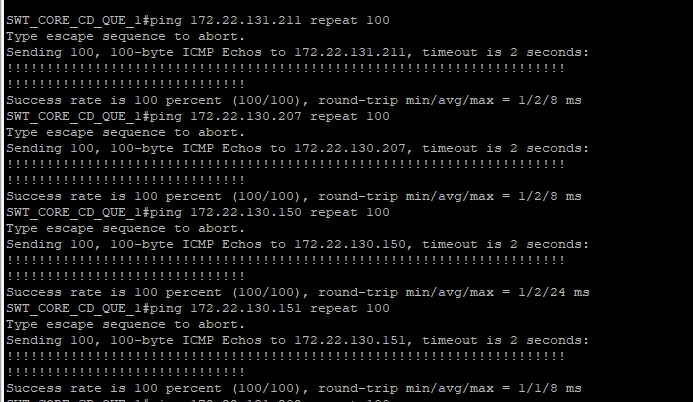 SWT_CORE_CD_QUE_1#ping 172.22.131.211 repeat 100
Type escape sequence to abort.
Sending 100, 100-byte ICMP Echos to 172.22.131.211, timeout is 2 seconds:
!!!!!!!!!!!!!!!!!!!!!!!!!!!!!!!!!!!!!!!!!!!!!!!!!!!!!!!!!!!!!!!!!!!!!!
!!!!!!!!!!!!!!!!!!!!!!!!!!!!!!
Success rate is 100 percent (100/100), round-trip min/avg/max = 1/2/8 ms
SWT_CORE_CD_QUE_1#ping 172.22.130.207 repeat 100
Type escape sequence to abort.
Sending 100, 100-byte ICMP Echos to 172.22.130.207, timeout is 2 seconds:
!!!!!!!!!!!!!!!!!!!!!!!!!!!!!!!!!!!!!!!!!!!!!!!!!!!!!!!!!!!!!!!!!!!!!!
!!!!!!!!!!!!!!!!!!!!!!!!!!!!!!
Success rate is 100 percent (100/100), round-trip min/avg/max = 1/2/8 ms
SWT_CORE_CD_QUE_1#ping 172.22.130.150 repeat 100
Type escape sequence to abort.
Sending 100, 100-byte ICMP Echos to 172.22.130.150, timeout is 2 seconds:
!!!!!!!!!!!!!!!!!!!!!!!!!!!!!!!!!!!!!!!!!!!!!!!!!!!!!!!!!!!!!!!!!!!!!!
!!!!!!!!!!!!!!!!!!!!!!!!!!!!!!
Success rate is 100 percent (100/100), round-trip min/avg/max = 1/2/24 ms
SWT_CORE_CD_QUE_1#ping 172.22.130.151 repeat 100
Type escape sequence to abort.
Sending 100, 100-byte ICMP Echos to 172.22.130.151, timeout is 2 seconds:
!!!!!!!!!!!!!!!!!!!!!!!!!!!!!!!!!!!!!!!!!!!!!!!!!!!!!!!!!!!!!!!!!!!!!!
!!!!!!!!!!!!!!!!!!!!!!!!!!!!!!
Success rate is 100 percent (100/100), round-trip min/avg/max = 1/1/8 ms